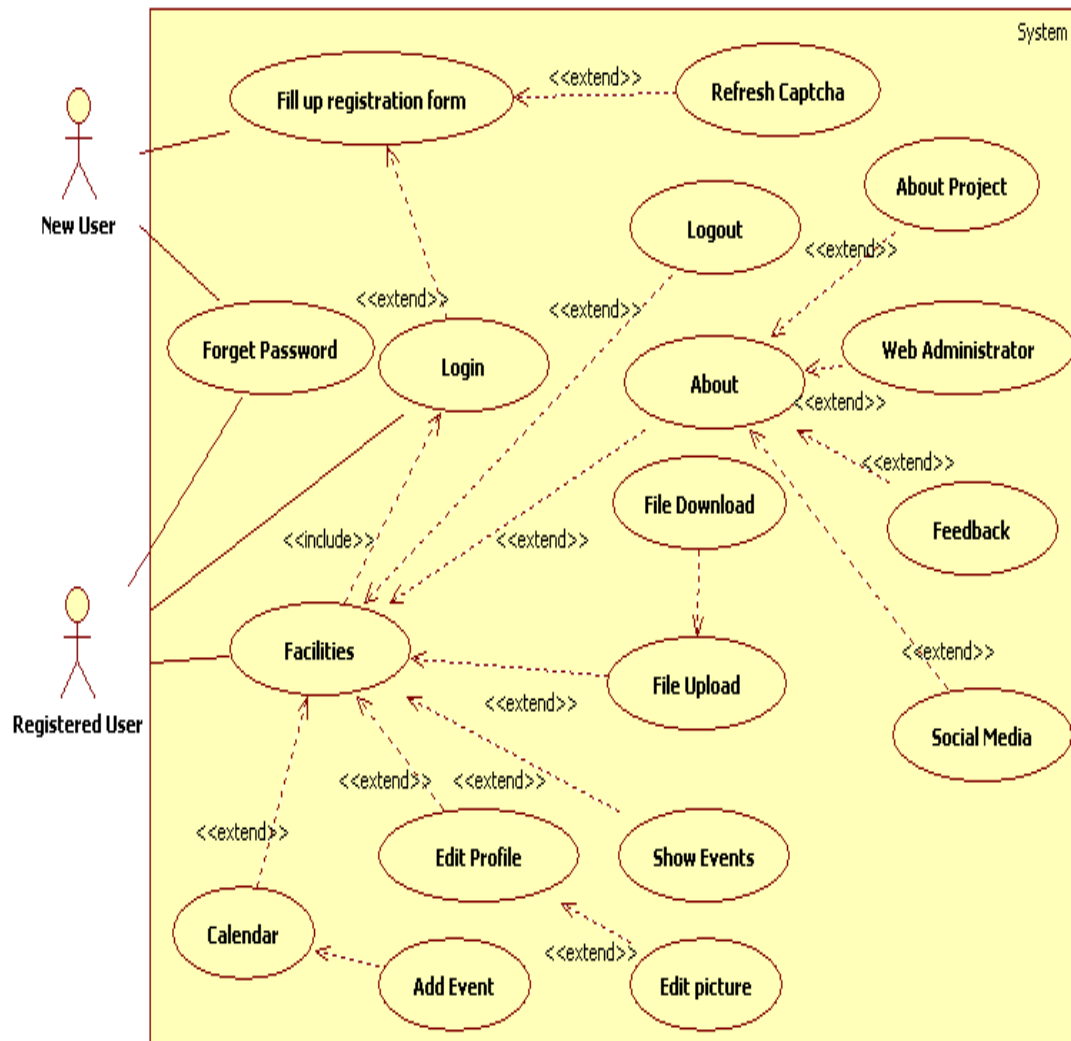 System
<<extend>>
Fill up registration form
Refresh Captcha
About Project
New User
Logout
<<extend>>
<<extend>>
<<extend>>
Forget Password
Login
Web Administrator
About
<<extend>>
<<extend>>
File Download
Feedback
<<include>>
<<extend>>
Facilities
<<extend>>
File Upload
Registered User
<<extend>>
Social Media
<<extend>>
<<extend>>
<<extend>>
Edit Profile
Show Events
Calendar
<<extend>>
Add Event
Edit picture